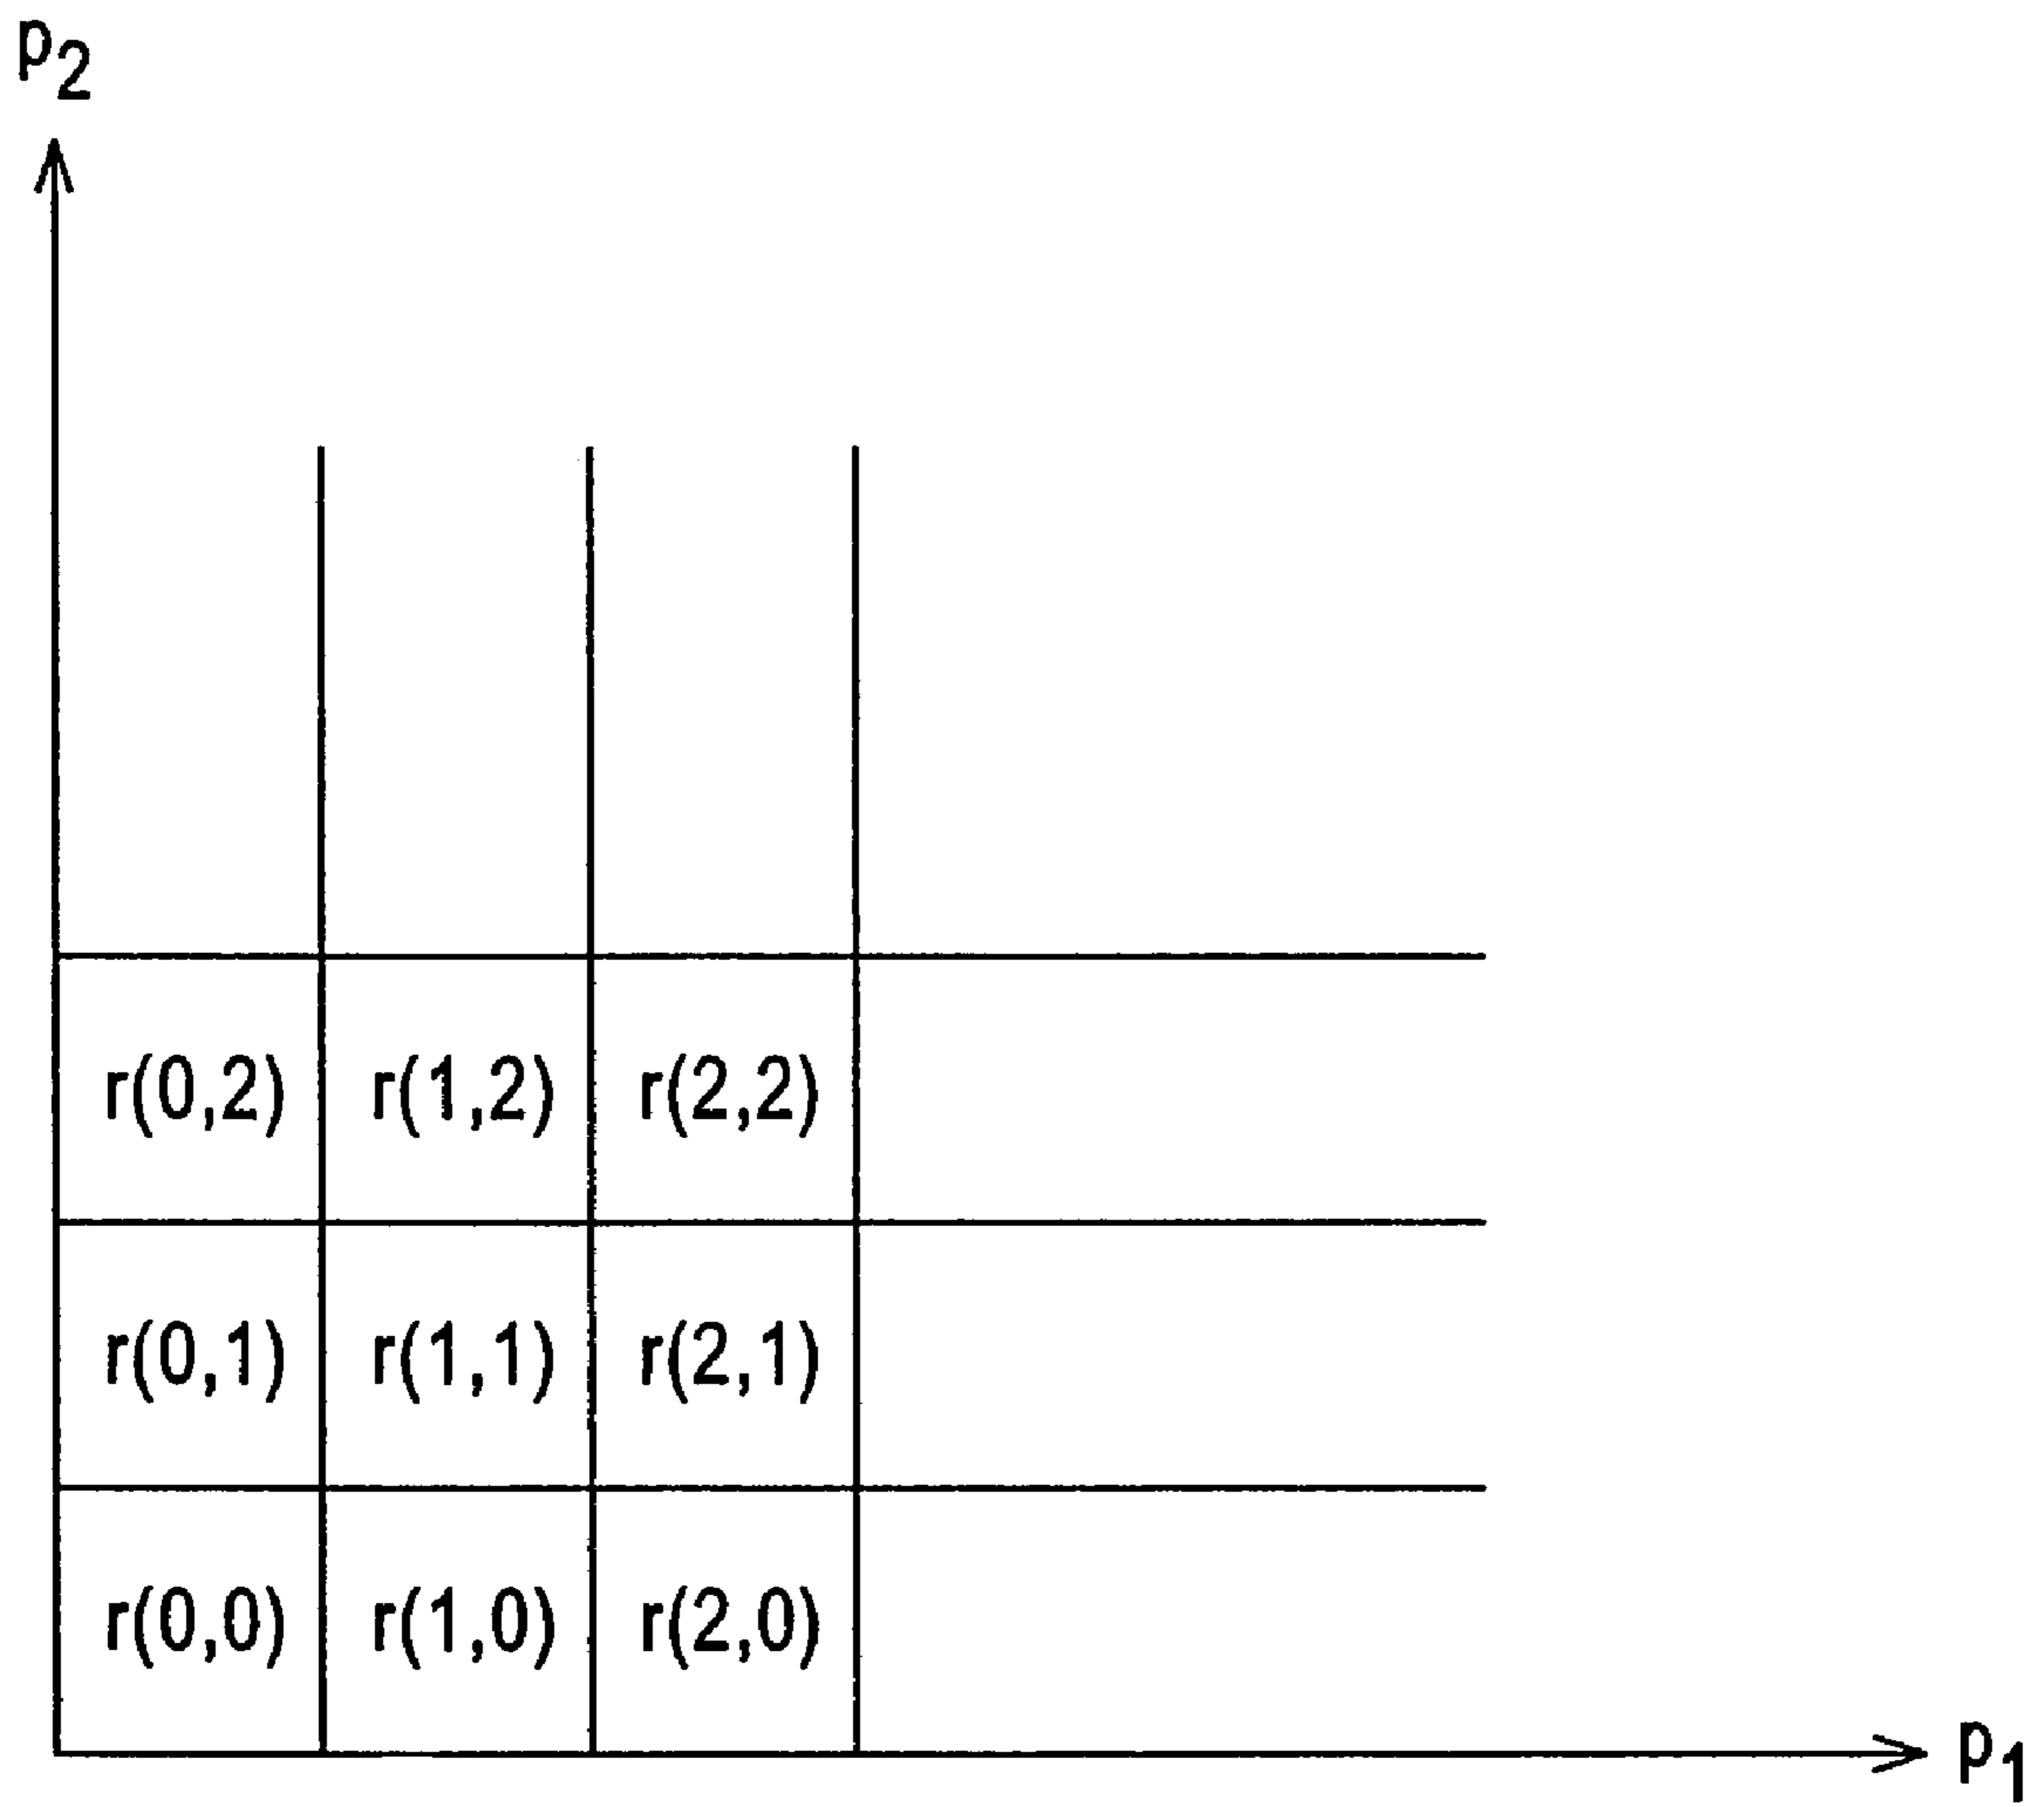 p2
r(0,2) r(1,2) r(2,2)
r(0,1) r(1,1) r(2,1)
r(0,0) r(1,0) r(2,0)
p1